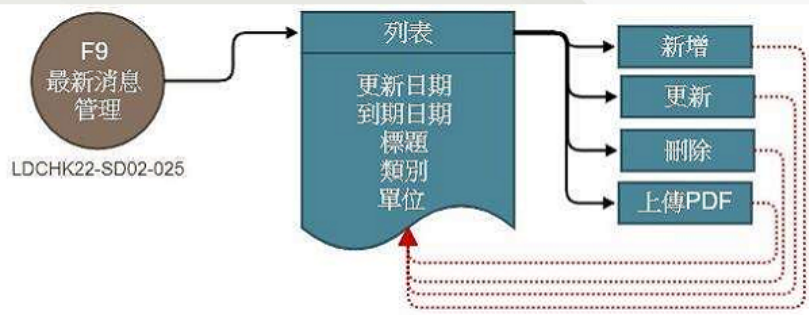 F9
最新消息
管理
LDCHK22-SD02-025
列表
更新日期
到期日期
標題
類別
單位
新增
更新
刪除
上傳PDF